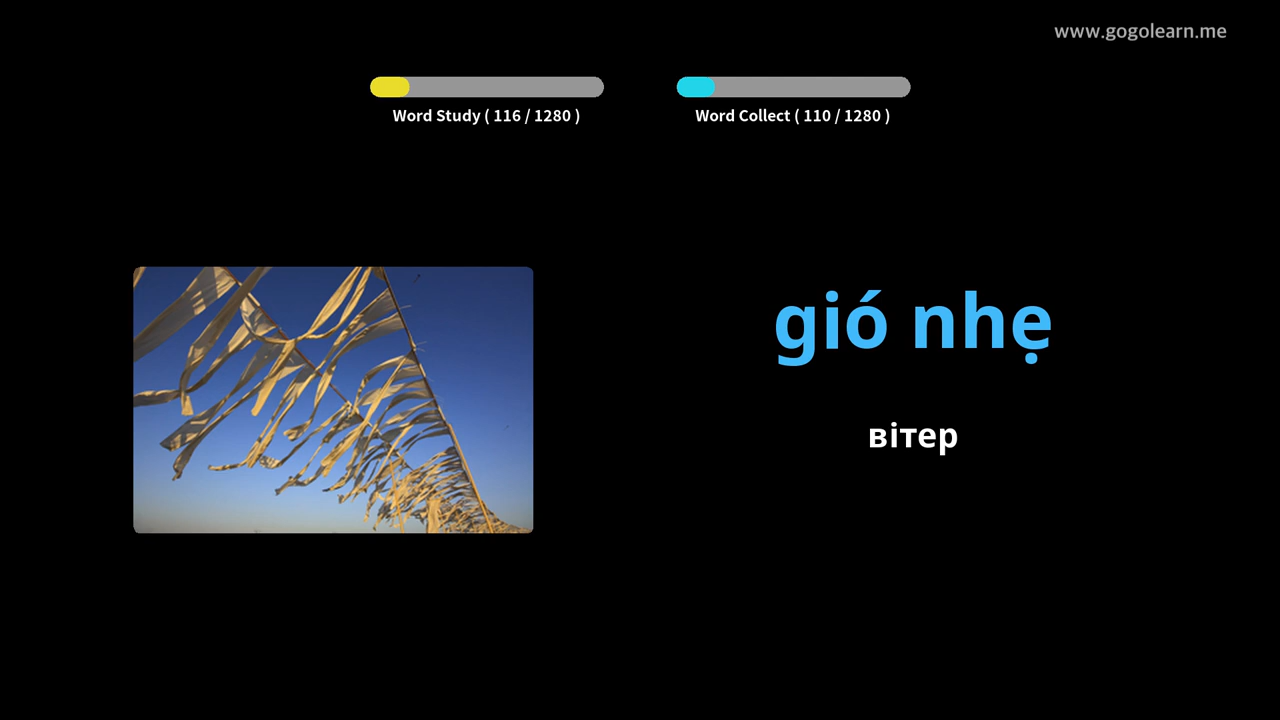 www.gogolearn.me
Word Study ( 116 / 1280 )
Word Collect ( 110 / 1280 )
gió nhẹ
вітер